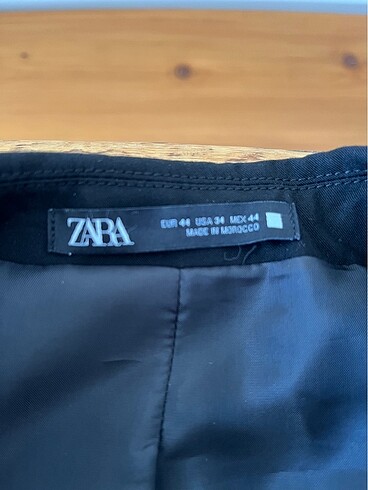 ZARA
EUR 44 USA 34 MEX 44
MADE IN MOROCCO